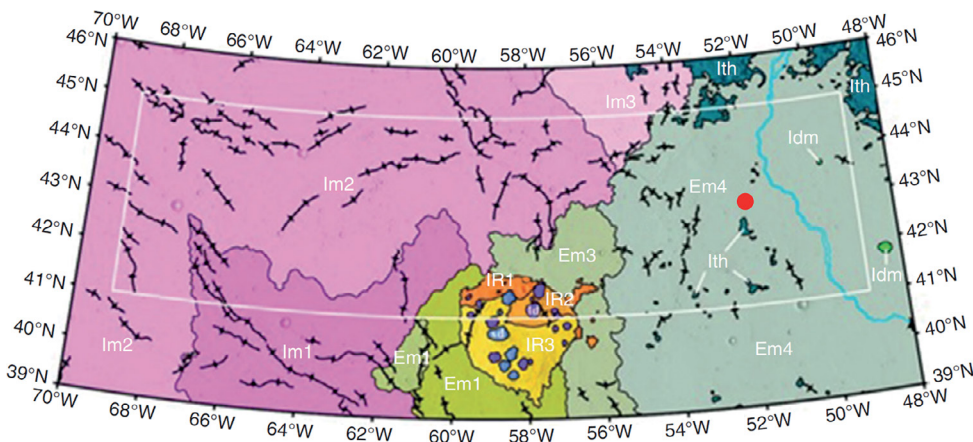 70°W 68°W 66°W 64°W 62°W 60°W 58°W 56°W 54°W 52°W 50°W 48°W
46°N 46°N
45°N 45°N
44°N 44°N
43°N 43°N
42°N 42°N
41°N 41°N
40°N 40°N
39°N 39°N
Ith
Ith
Im3
Idm
Im2
Em4
Em3
Ith
Idm
IR1
IR2
Im2
Im1
Em1
Em1
IR3
Em4
70°W 68°W 66°W 64°W 62°W 60°W 58°W 56°W 54°W 52°W 50°W 48°W